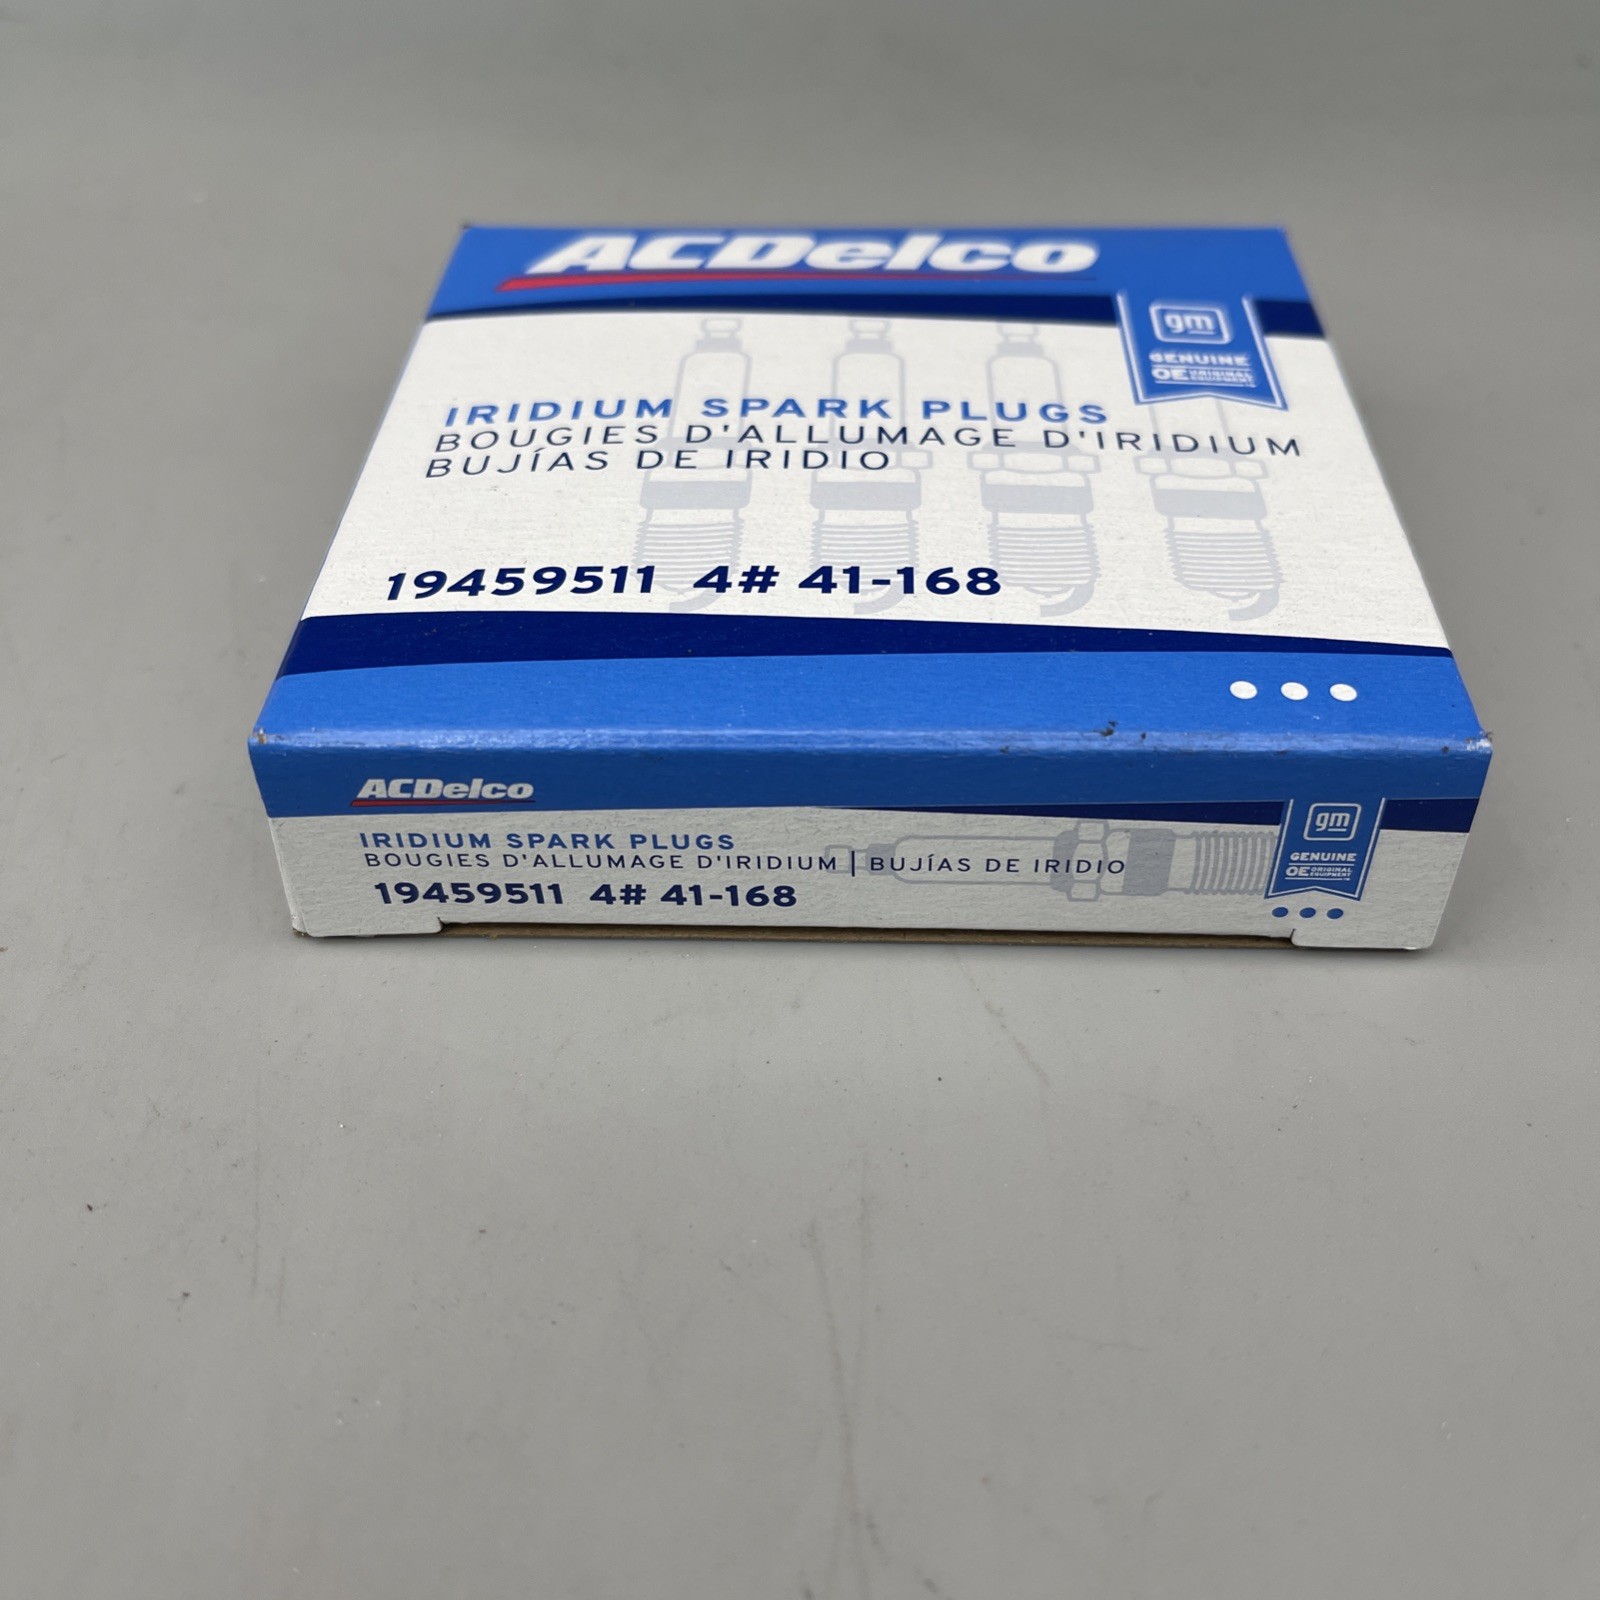 ACDelco
gm
GENUINE
OE ORIGINAL EQUIPMENT
IRIDIUM SPARK PLUGS
BOUGIES D'ALLUMAGE D'IRIDIUM
BUJÍAS DE IRIDIO
19459511 4# 41-168
ACDelco
gm
GENUINE
OE ORIGINAL EQUIPMENT
IRIDIUM SPARK PLUGS
BOUGIES D'ALLUMAGE D'IRIDIUM | BUJÍAS DE IRIDIO
19459511 4# 41-168